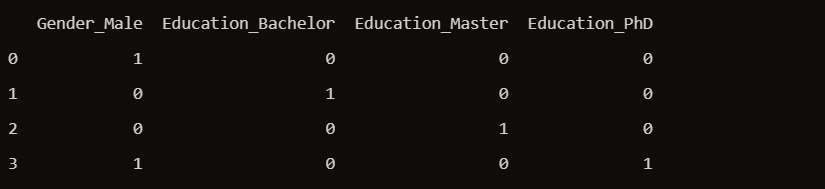 Gender_Male Education_Bachelor Education_Master Education_PhD
0 1 0 0 0
1 0 1 0 0
2 0 0 1 0
3 1 0 0 1